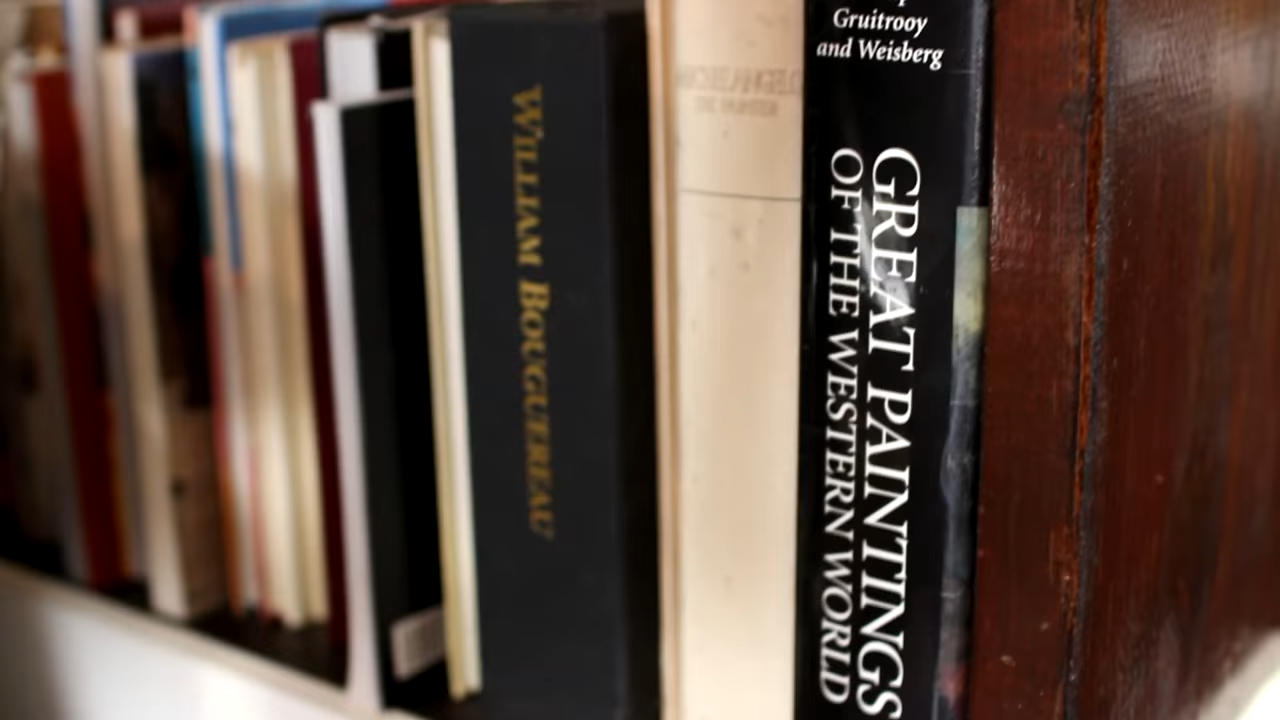 William Bouguereau
Gruitrooy
and Weisberg
GREAT PAINTINGS
OF THE WESTERN WORLD